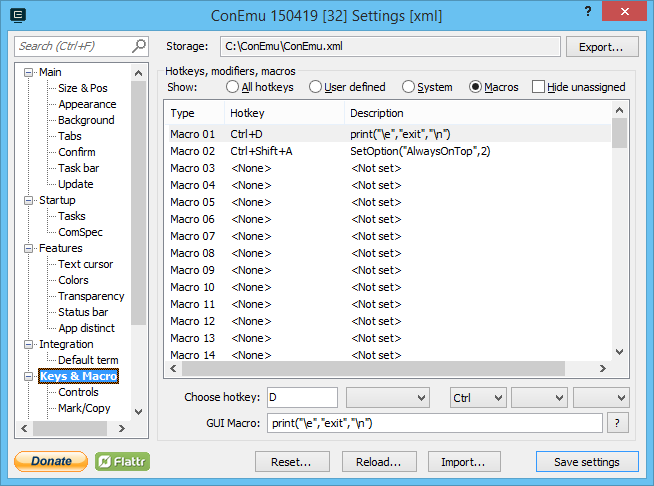 ConEmu 150419 [32] Settings [xml]
?
Search (Ctrl+F)
Storage:
C:\ConEmu\ConEmu.xml
Export...
Main
Size & Pos
Appearance
Background
Tabs
Confirm
Task bar
Update
Startup
Tasks
ComSpec
Features
Text cursor
Colors
Transparency
Status bar
App distinct
Integration
Default term
Keys & Macro
Controls
Mark/Copy
Hotkeys, modifiers, macros
Show: All hotkeys User defined System Macros Hide unassigned
Type Hotkey Description
Macro 01 Ctrl+D print("\e","exit","\n")
Macro 02 Ctrl+Shift+A SetOption("AlwaysOnTop",2)
Macro 03 <None> <Not set>
Macro 04 <None> <Not set>
Macro 05 <None> <Not set>
Macro 06 <None> <Not set>
Macro 07 <None> <Not set>
Macro 08 <None> <Not set>
Macro 09 <None> <Not set>
Macro 10 <None> <Not set>
Macro 11 <None> <Not set>
Macro 12 <None> <Not set>
Macro 13 <None> <Not set>
Macro 14 <None> <Not set>
Choose hotkey: D Ctrl
GUI Macro: print("\e","exit","\n") ?
Donate Flattr Reset... Reload... Import... Save settings